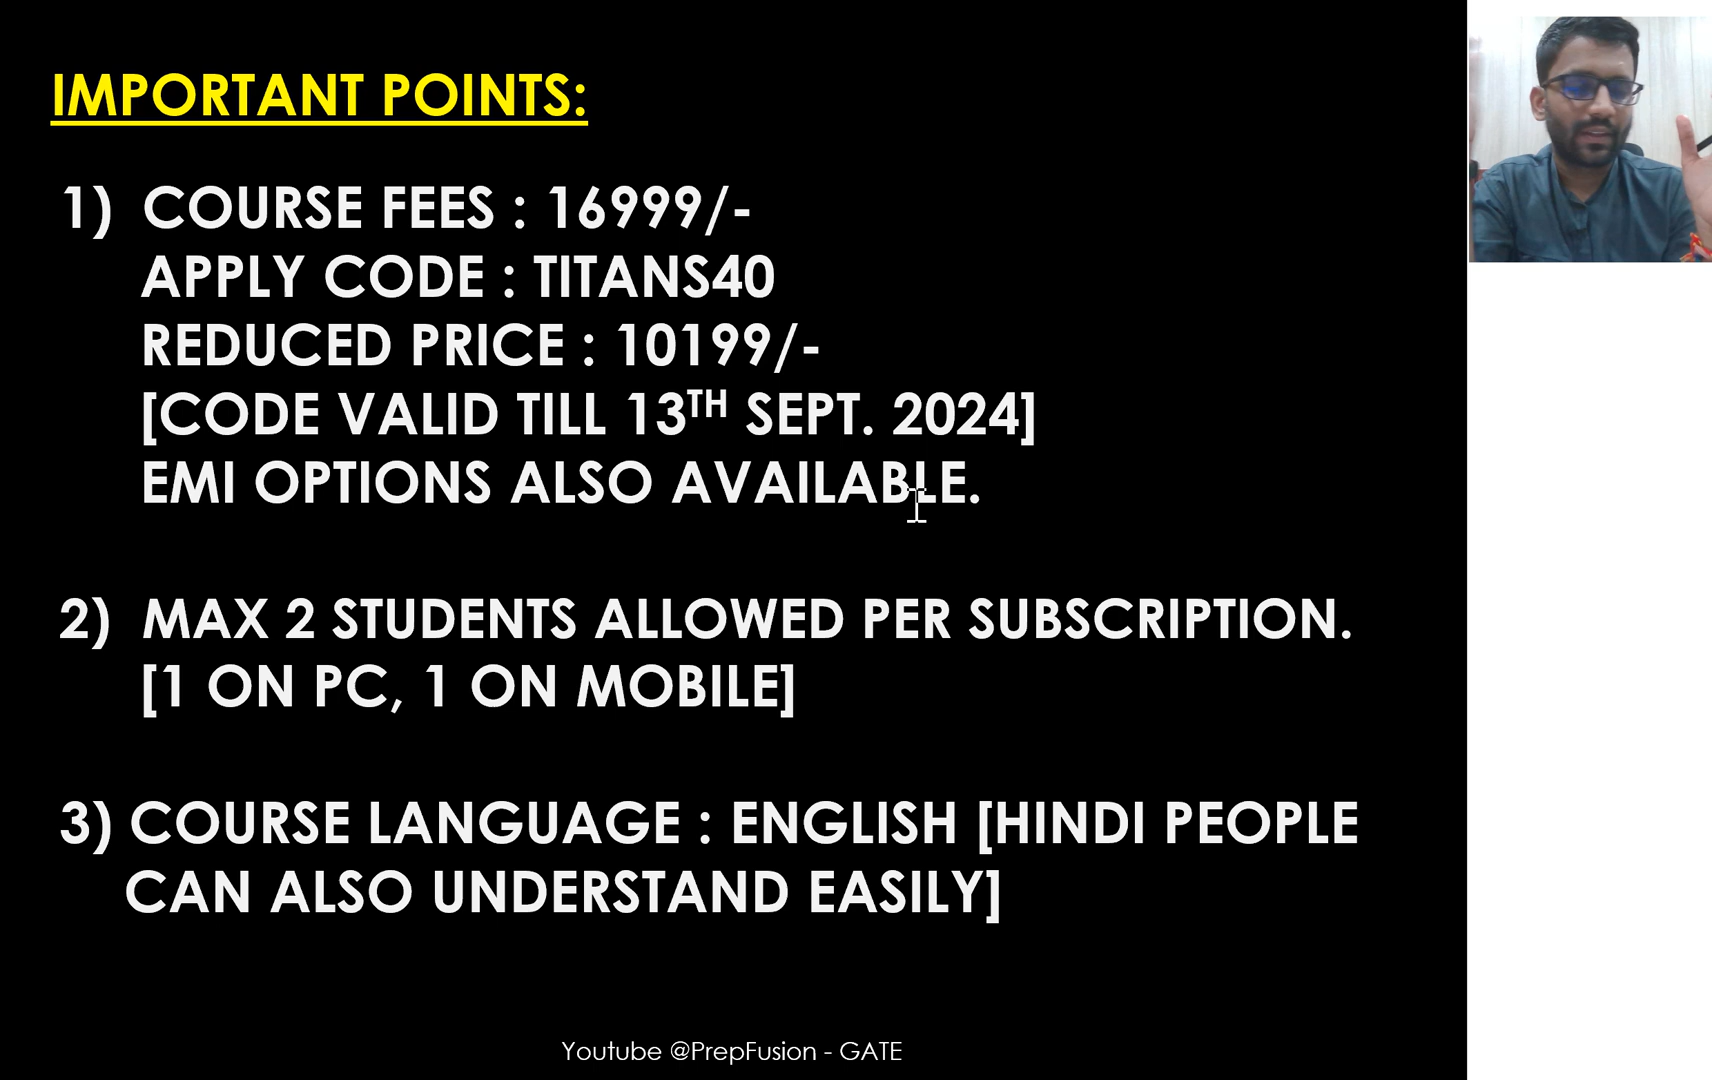 IMPORTANT POINTS:
1) COURSE FEES : 16999/-
APPLY CODE : TITANS40
REDUCED PRICE : 10199/-
[CODE VALID TILL 13TH SEPT. 2024]
EMI OPTIONS ALSO AVAILABLE.
2) MAX 2 STUDENTS ALLOWED PER SUBSCRIPTION.
[1 ON PC, 1 ON MOBILE]
3) COURSE LANGUAGE : ENGLISH [HINDI PEOPLE
CAN ALSO UNDERSTAND EASILY]
Youtube @PrepFusion - GATE